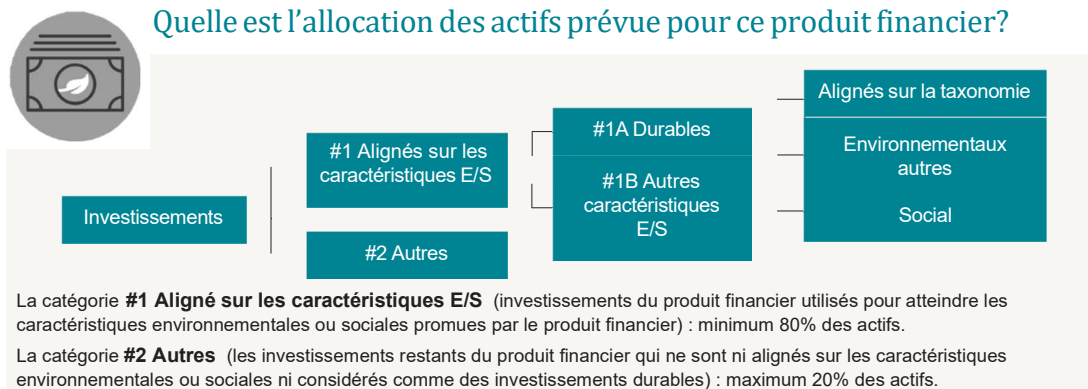 Quelle est l’allocation des actifs prévue pour ce produit financier?
Investissements
#1 Alignés sur les
caractéristiques E/S
#2 Autres
#1A Durables
#1B Autres
caractéristiques
E/S
Alignés sur la taxonomie
Environnementaux
autres
Social
La catégorie #1 Aligné sur les caractéristiques E/S (investissements du produit financier utilisés pour atteindre les
caractéristiques environnementales ou sociales promues par le produit financier) : minimum 80% des actifs.
La catégorie #2 Autres (les investissements restants du produit financier qui ne sont ni alignés sur les caractéristiques
environnementales ou sociales ni considérés comme des investissements durables) : maximum 20% des actifs.